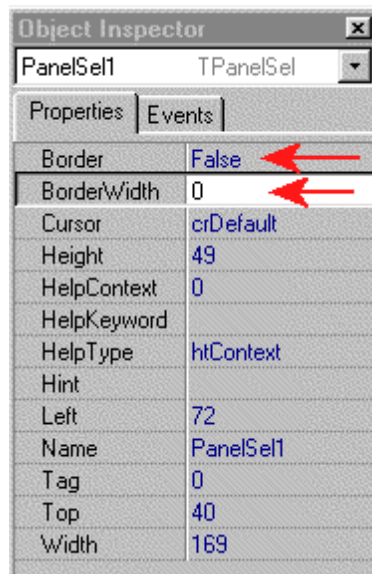 Object Inspector
PanelSel1 TPanelSel
Properties Events
Border False
BorderWidth 0
Cursor crDefault
Height 49
HelpContext 0
HelpKeyword
HelpType htContext
Hint
Left 72
Name PanelSel1
Tag 0
Top 40
Width 169